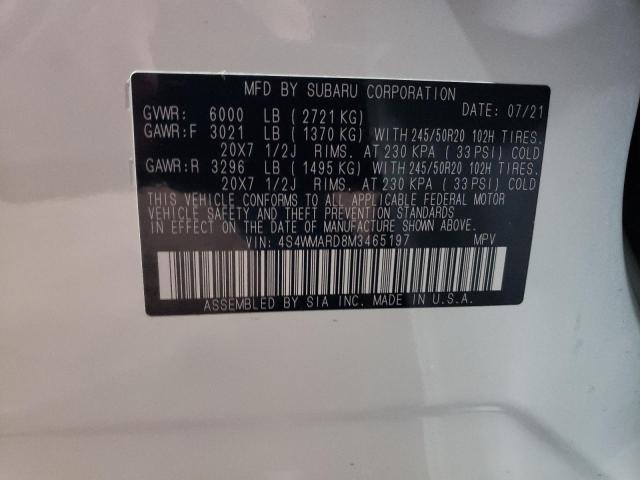 MFD BY SUBARU CORPORATION
GVWR: 6000 LB ( 2721 KG) DATE: 07/21
GAWR:F 3021 LB ( 1370 KG) WITH 245/50R20 102H TIRES.
20X7 1/2J RIMS. AT 230 KPA ( 33 PSI) COLD
GAWR:R 3296 LB ( 1495 KG) WITH 245/50R20 102H TIRES.
20X7 1/2J RIMS. AT 230 KPA ( 33 PSI) COLD
THIS VEHICLE CONFORMS TO ALL APPLICABLE FEDERAL MOTOR
VEHICLE SAFETY AND THEFT PREVENTION STANDARDS
IN EFFECT ON THE DATE OF MANUFACTURE SHOWN ABOVE.
VIN: 4S4WMARD8M3465197 MPV
ASSEMBLED BY SIA INC. MADE IN U.S.A.